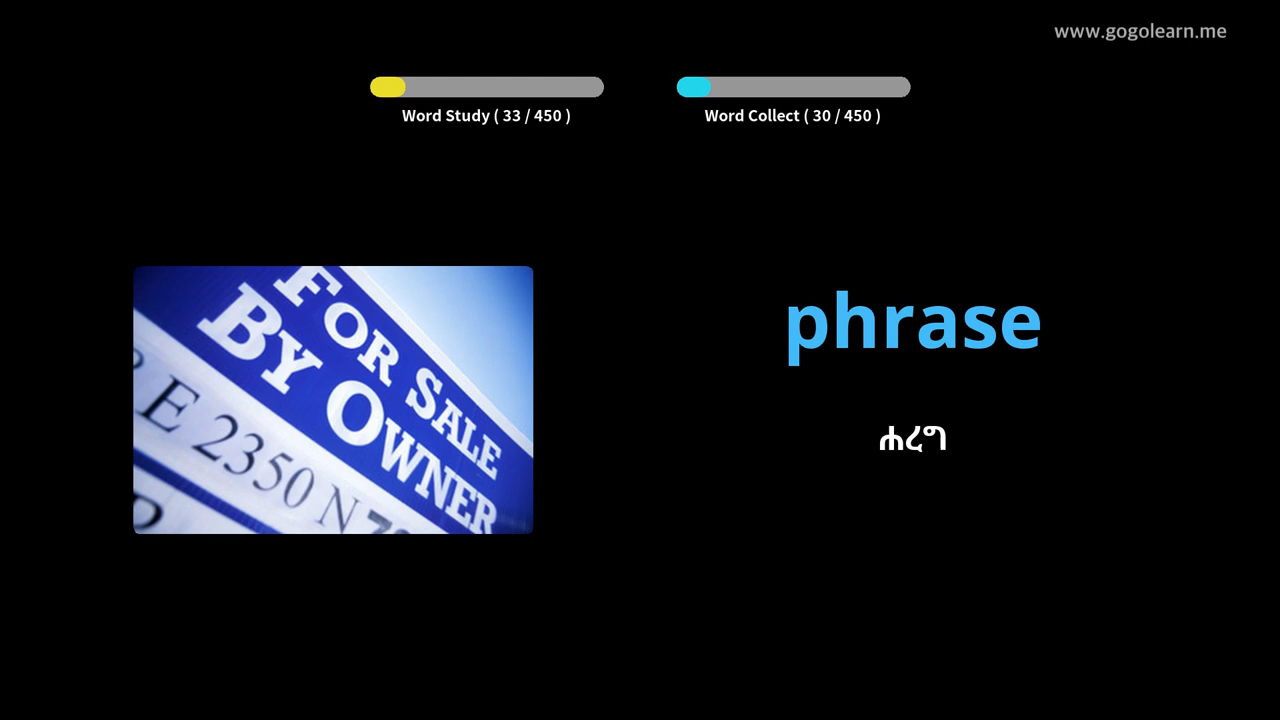 www.gogolearn.me
Word Study ( 33 / 450 )
Word Collect ( 30 / 450 )
FOR SALE
BY OWNER
E 2350 N
phrase
ሐረግ